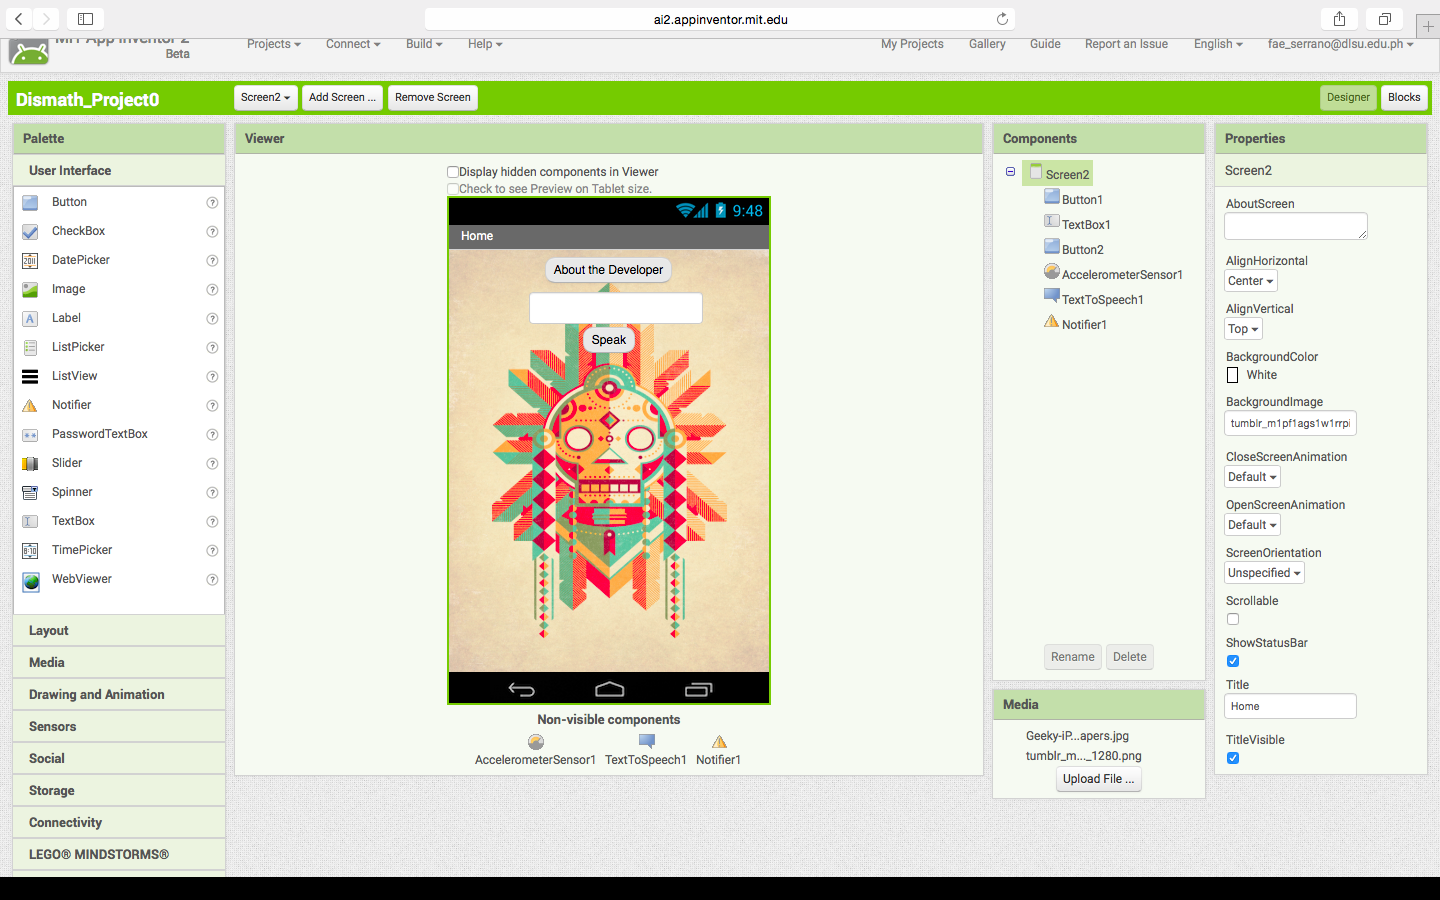 ai2.appinventor.mit.edu
MIT App Inventor 2
Beta
Projects Connect Build Help My Projects Gallery Guide Report an Issue English fae_serrano@dlsu.edu.ph
Dismath_Project0 Screen2 Add Screen ... Remove Screen Designer Blocks
Palette
User Interface
Button ?
CheckBox ?
DatePicker ?
Image ?
Label ?
ListPicker ?
ListView ?
Notifier ?
PasswordTextBox ?
Slider ?
Spinner ?
TextBox ?
TimePicker ?
WebViewer ?
Layout
Media
Drawing and Animation
Sensors
Social
Storage
Connectivity
LEGO® MINDSTORMS®
Viewer
Display hidden components in Viewer
Check to see Preview on Tablet size.
9:48
Home
About the Developer
Speak
Non-visible components
AccelerometerSensor1 TextToSpeech1 Notifier1
Components
Screen2
Button1
TextBox1
Button2
AccelerometerSensor1
TextToSpeech1
Notifier1
Rename Delete
Media
Geeky-iP...apers.jpg
tumblr_m..._1280.png
Upload File ...
Properties
Screen2
AboutScreen
AlignHorizontal
Center
AlignVertical
Top
BackgroundColor
White
BackgroundImage
tumblr_m1pf1ags1w1rrpi
CloseScreenAnimation
Default
OpenScreenAnimation
Default
ScreenOrientation
Unspecified
Scrollable
ShowStatusBar
Title
Home
TitleVisible